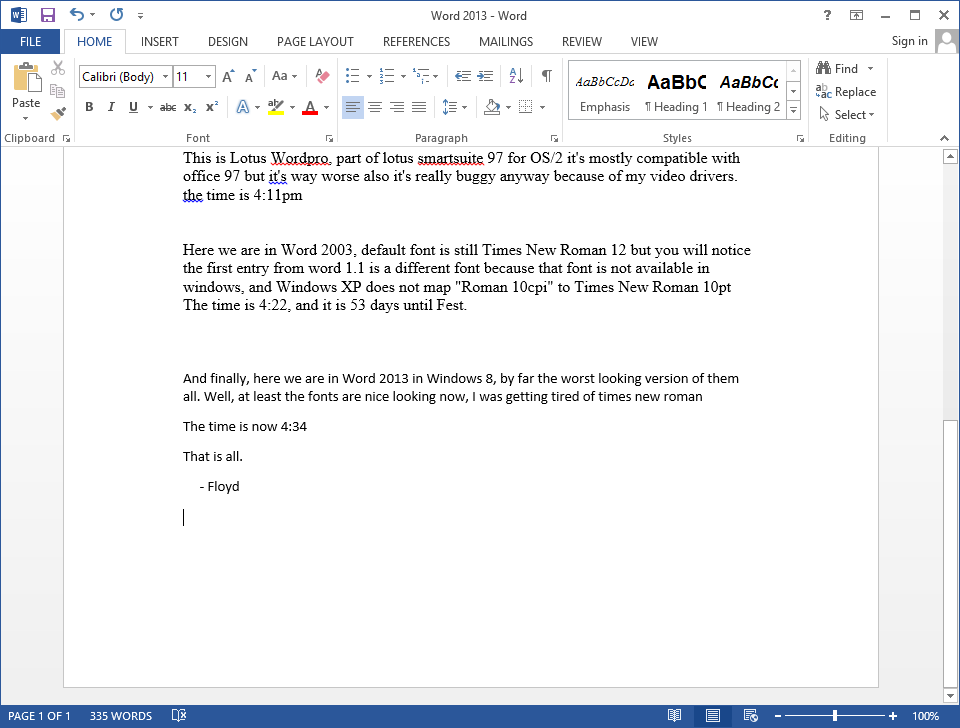 Word 2013 - Word
?
FILE HOME INSERT DESIGN PAGE LAYOUT REFERENCES MAILINGS REVIEW VIEW Sign in
Paste
Clipboard
Calibri (Body) 11
Aa
B I U abc x₂ x²
A ab A
Font
Paragraph
AaBbCcDc AaBbC AaBbCc
Emphasis ¶ Heading 1 ¶ Heading 2
Styles
Find
Replace
Select
Editing
This is Lotus Wordpro, part of lotus smartsuite 97 for OS/2 it's mostly compatible with
office 97 but it's way worse also it's really buggy anyway because of my video drivers.
the time is 4:11pm
Here we are in Word 2003, default font is still Times New Roman 12 but you will notice
the first entry from word 1.1 is a different font because that font is not available in
windows, and Windows XP does not map "Roman 10cpi" to Times New Roman 10pt
The time is 4:22, and it is 53 days until Fest.
And finally, here we are in Word 2013 in Windows 8, by far the worst looking version of them
all. Well, at least the fonts are nice looking now, I was getting tired of times new roman
The time is now 4:34
That is all.
- Floyd
PAGE 1 OF 1 335 WORDS 100%